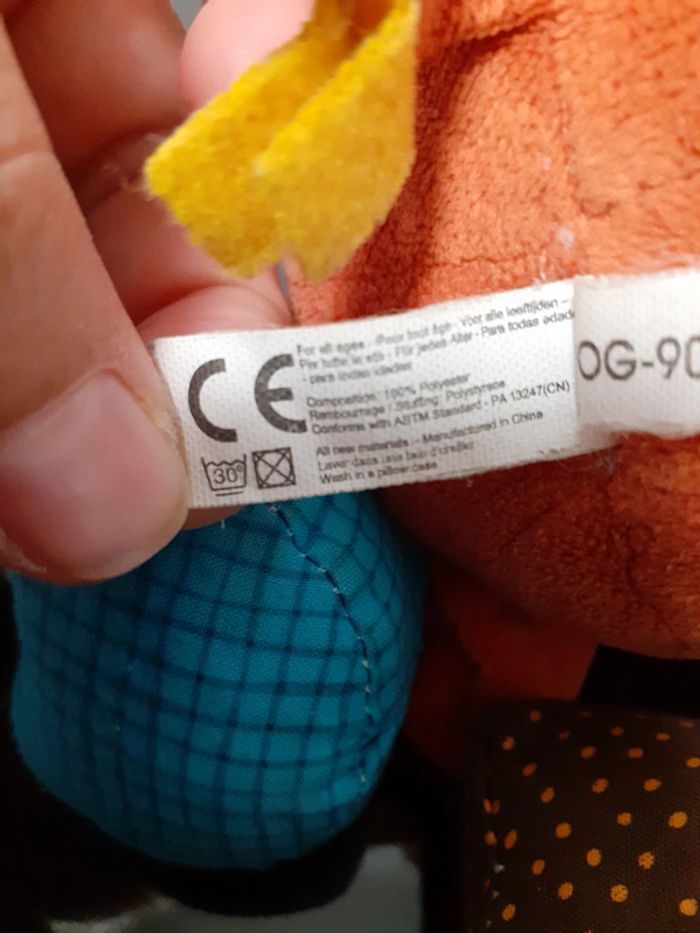 CE
For all ages - Pour tout âge - Voor alle leeftijden -
Per tutte le età - Für jedes Alter - Para todas edad
- para todas idades
Composition: 100% Polyester
Rembourrage / Stuffing: Polystyrene
Conforms with ASTM Standard - PA 13247(CN)
All new materials - Manufactured in China
Laver dans une taie d'oreiller
Wash in a pillow case
30°
OG-90